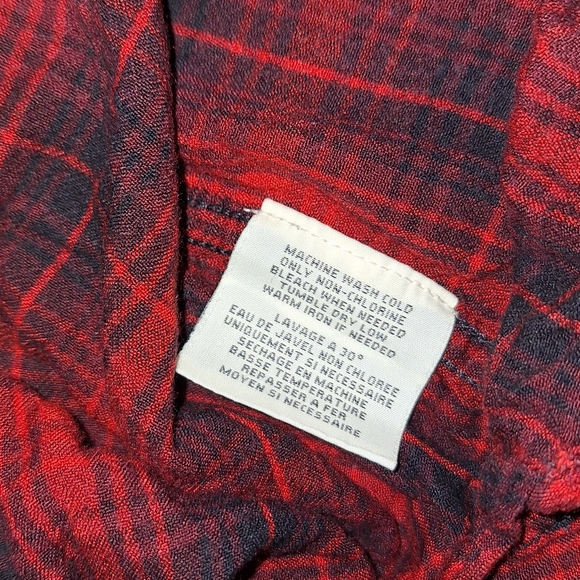 MACHINE WASH COLD
ONLY NON-CHLORINE
BLEACH WHEN NEEDED
TUMBLE DRY LOW
WARM IRON IF NEEDED
LAVAGE A 30°
EAU DE JAVEL NON CHLOREE
UNIQUEMENT SI NECESSAIRE
SECHAGE EN MACHINE
BASSE TEMPERATURE
REPASSER A FER
MOYEN SI NECESSAIRE